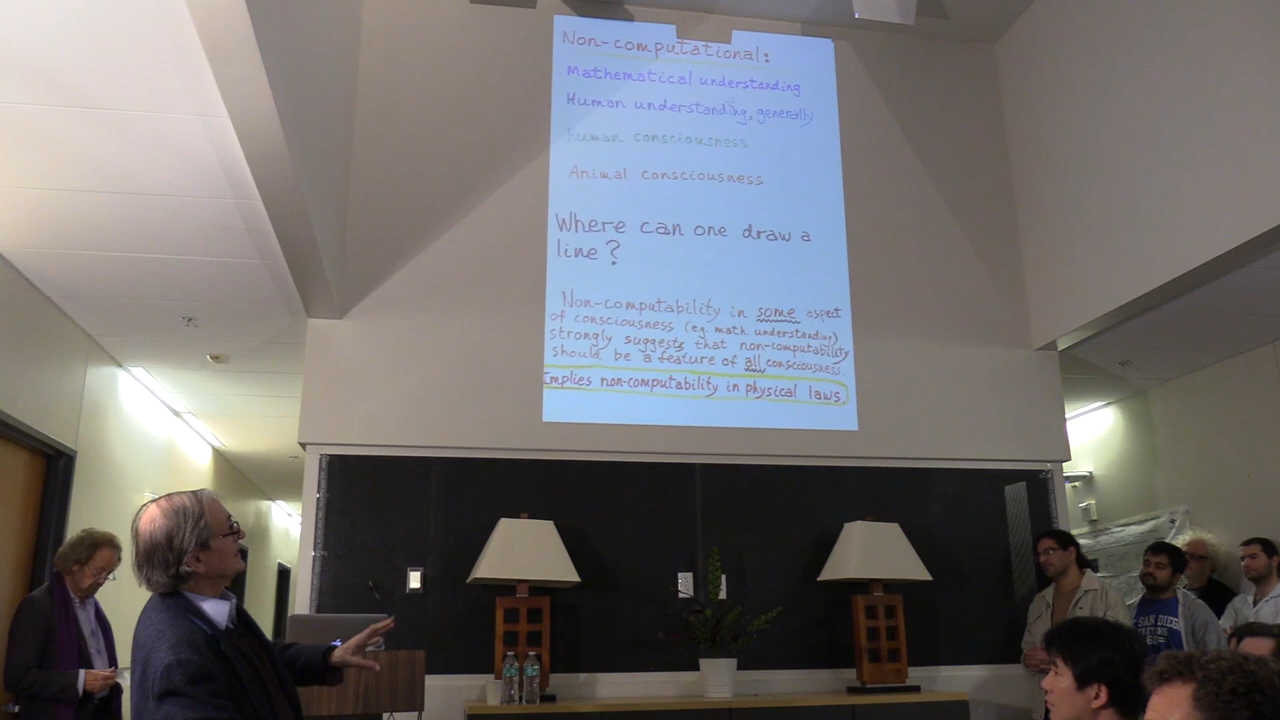 Non-computational:
Mathematical understanding
Human understanding, generally
human consciousness
Animal consciousness
Where can one draw a
line?
Non-computability in some aspect
of consciousness (e.g. math. understanding)
strongly suggests that non-computability
should be a feature of all consciousness.
Implies non-computability in physical laws.
SAN DIEG